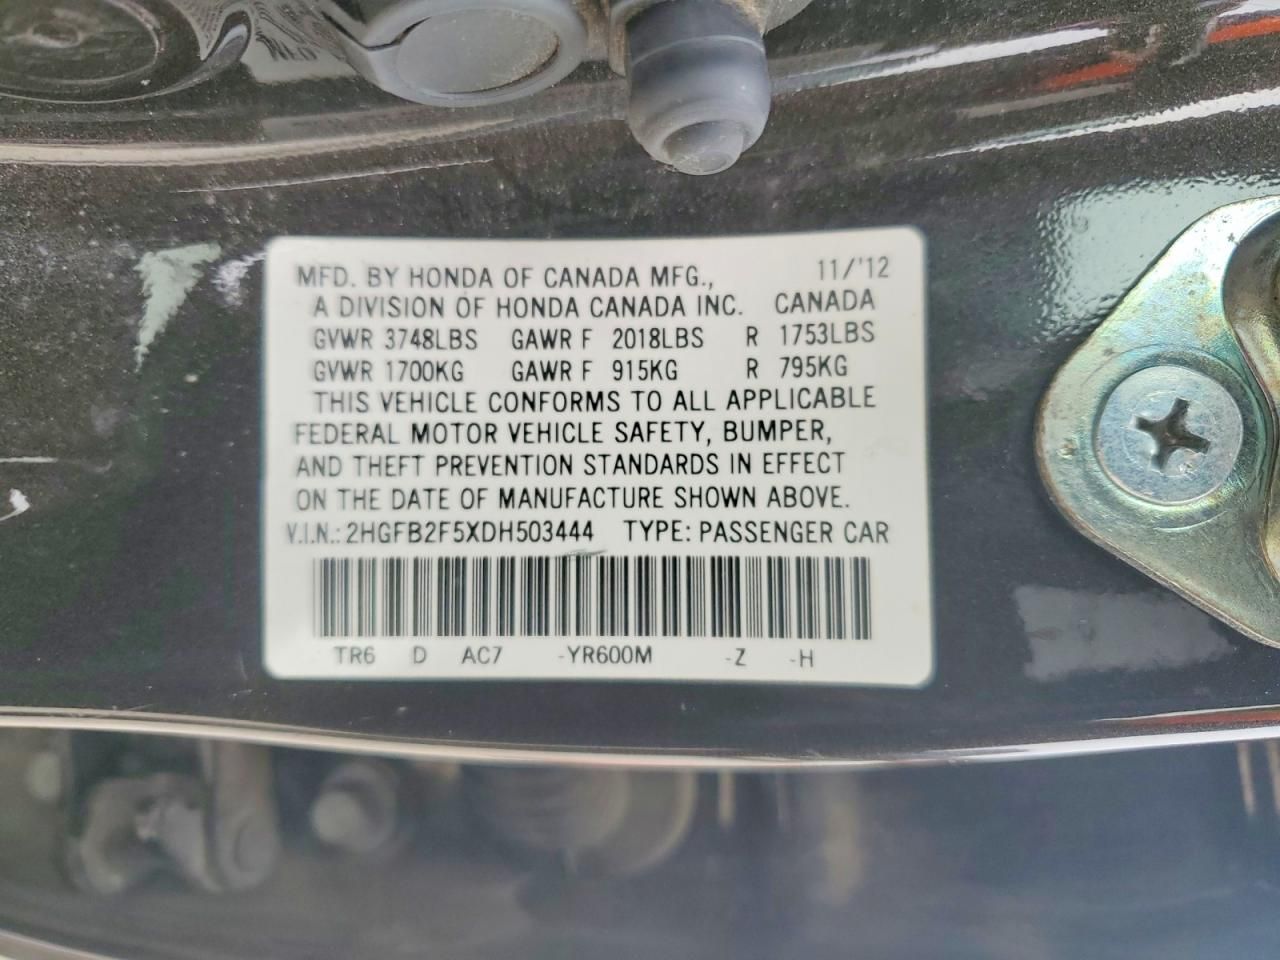 MFD. BY HONDA OF CANADA MFG., 11/'12
A DIVISION OF HONDA CANADA INC. CANADA
GVWR 3748LBS GAWR F 2018LBS R 1753LBS
GVWR 1700KG GAWR F 915KG R 795KG
THIS VEHICLE CONFORMS TO ALL APPLICABLE
FEDERAL MOTOR VEHICLE SAFETY, BUMPER,
AND THEFT PREVENTION STANDARDS IN EFFECT
ON THE DATE OF MANUFACTURE SHOWN ABOVE.
V.I.N.: 2HGFB2F5XDH503444 TYPE: PASSENGER CAR
TR6 D AC7 -YR600M -Z -H